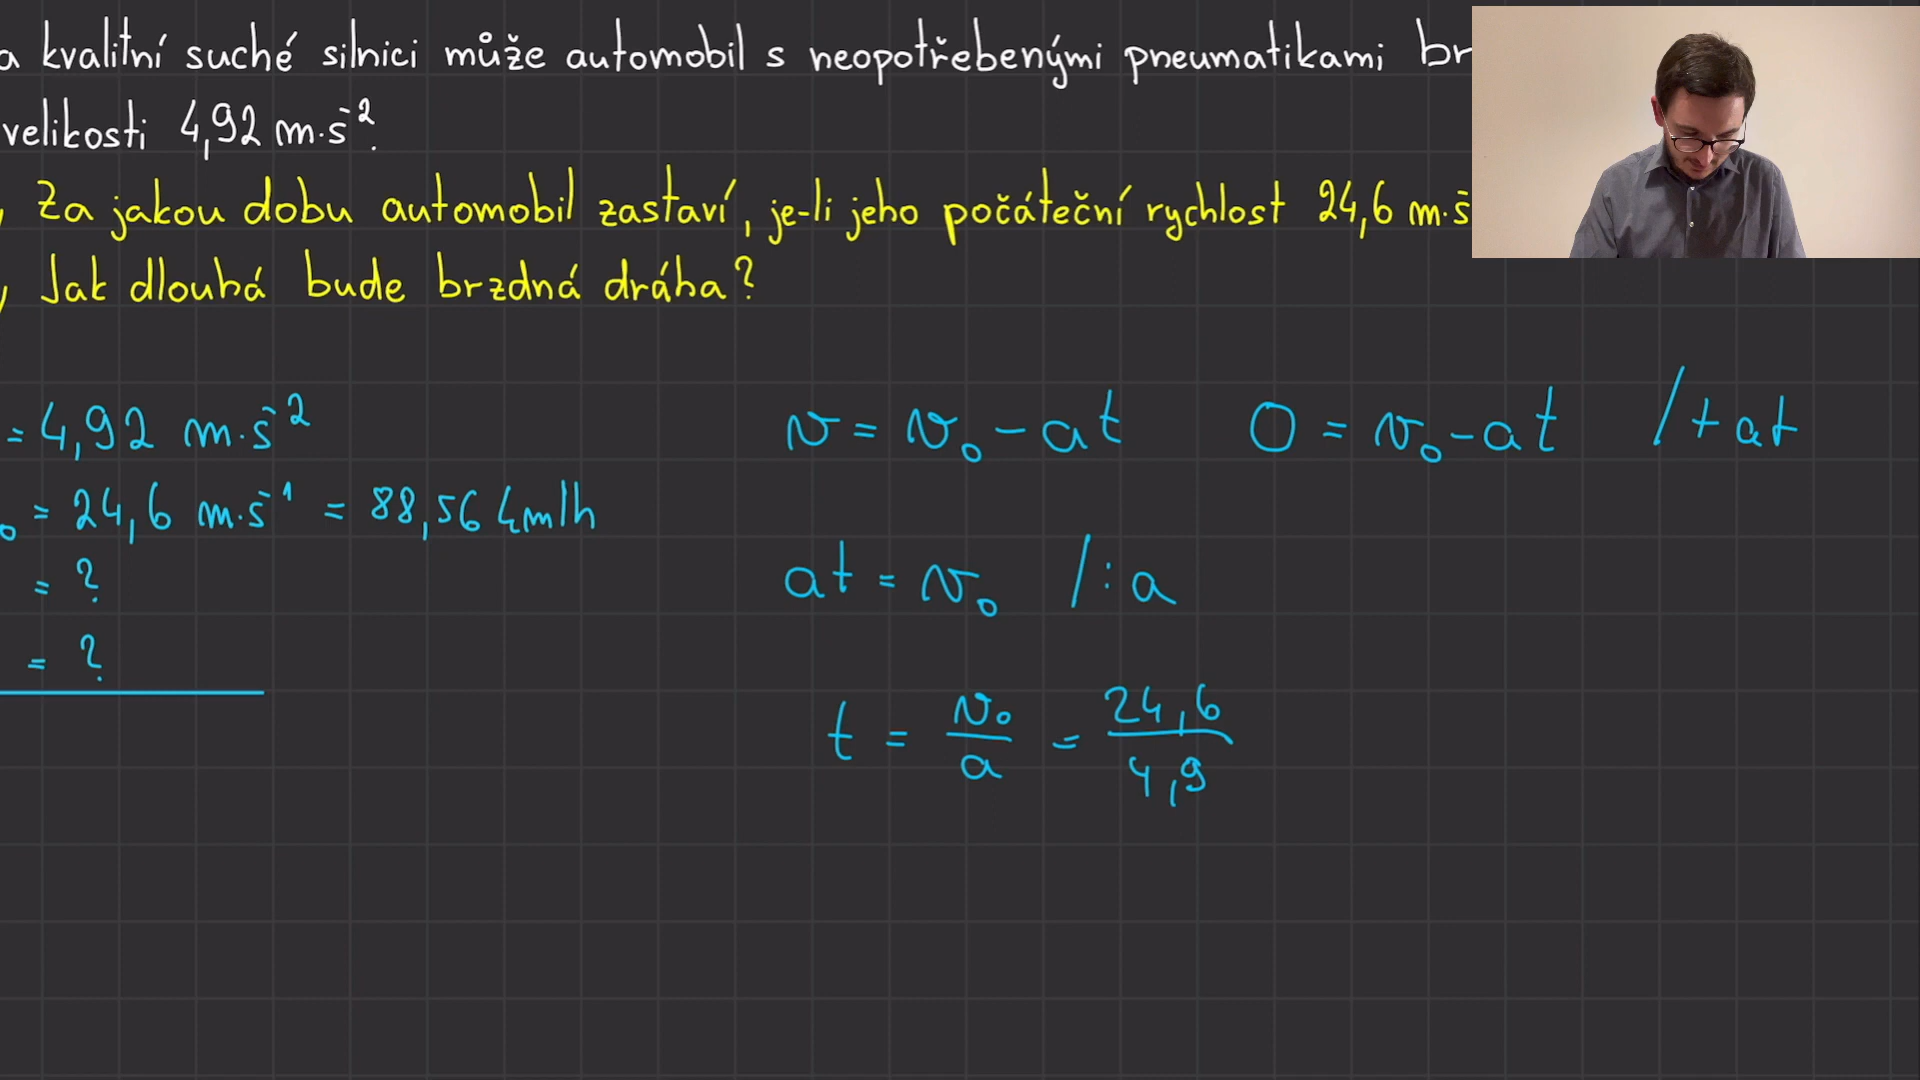 a kvalitní suché silnici může automobil s neopotřebenými pneumatikami br
velikosti 4,92 m·s⁻².
, Za jakou dobu automobil zastaví, je-li jeho počáteční rychlost 24,6 m·s⁻
, Jak dlouhá bude brzdná dráha?
= 4,92 m·s⁻²
₀ = 24,6 m·s⁻¹ = 88,56 km/h
= ?
= ?
v = v₀ - at
0 = v₀ - at /+ at
at = v₀ /: a
t = v₀/a = 24,6/4,9